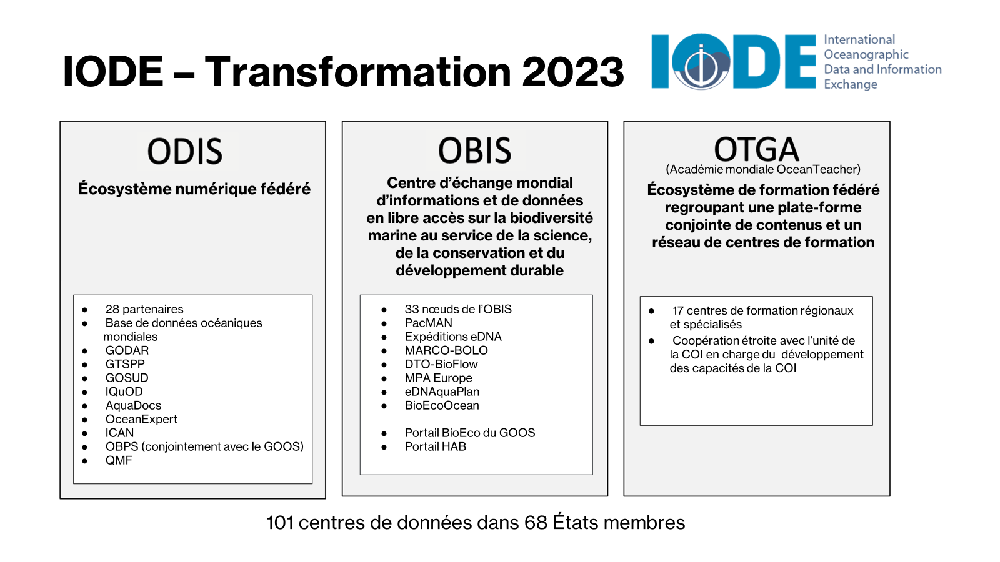 IODE – Transformation 2023
IODE
International
Oceanographic
Data and Information
Exchange
ODIS
Écosystème numérique fédéré
● 28 partenaires
● Base de données océaniques
mondiales
● GODAR
● GTSPP
● GOSUD
● IQuOD
● AquaDocs
● OceanExpert
● ICAN
● OBPS (conjointement avec le GOOS)
● QMF
OBIS
Centre d’échange mondial
d’informations et de données
en libre accès sur la biodiversité
marine au service de la science,
de la conservation et du
développement durable
● 33 nœuds de l’OBIS
● PacMAN
● Expéditions eDNA
● MARCO-BOLO
● DTO-BioFlow
● MPA Europe
● eDNAquaPlan
● BioEcoOcean
● Portail BioEco du GOOS
● Portail HAB
OTGA
(Académie mondiale OceanTeacher)
Écosystème de formation fédéré
regroupant une plate-forme
conjointe de contenus et un
réseau de centres de formation
● 17 centres de formation régionaux
et spécialisés
● Coopération étroite avec l’unité de
la COI en charge du développement
des capacités de la COI
101 centres de données dans 68 États membres